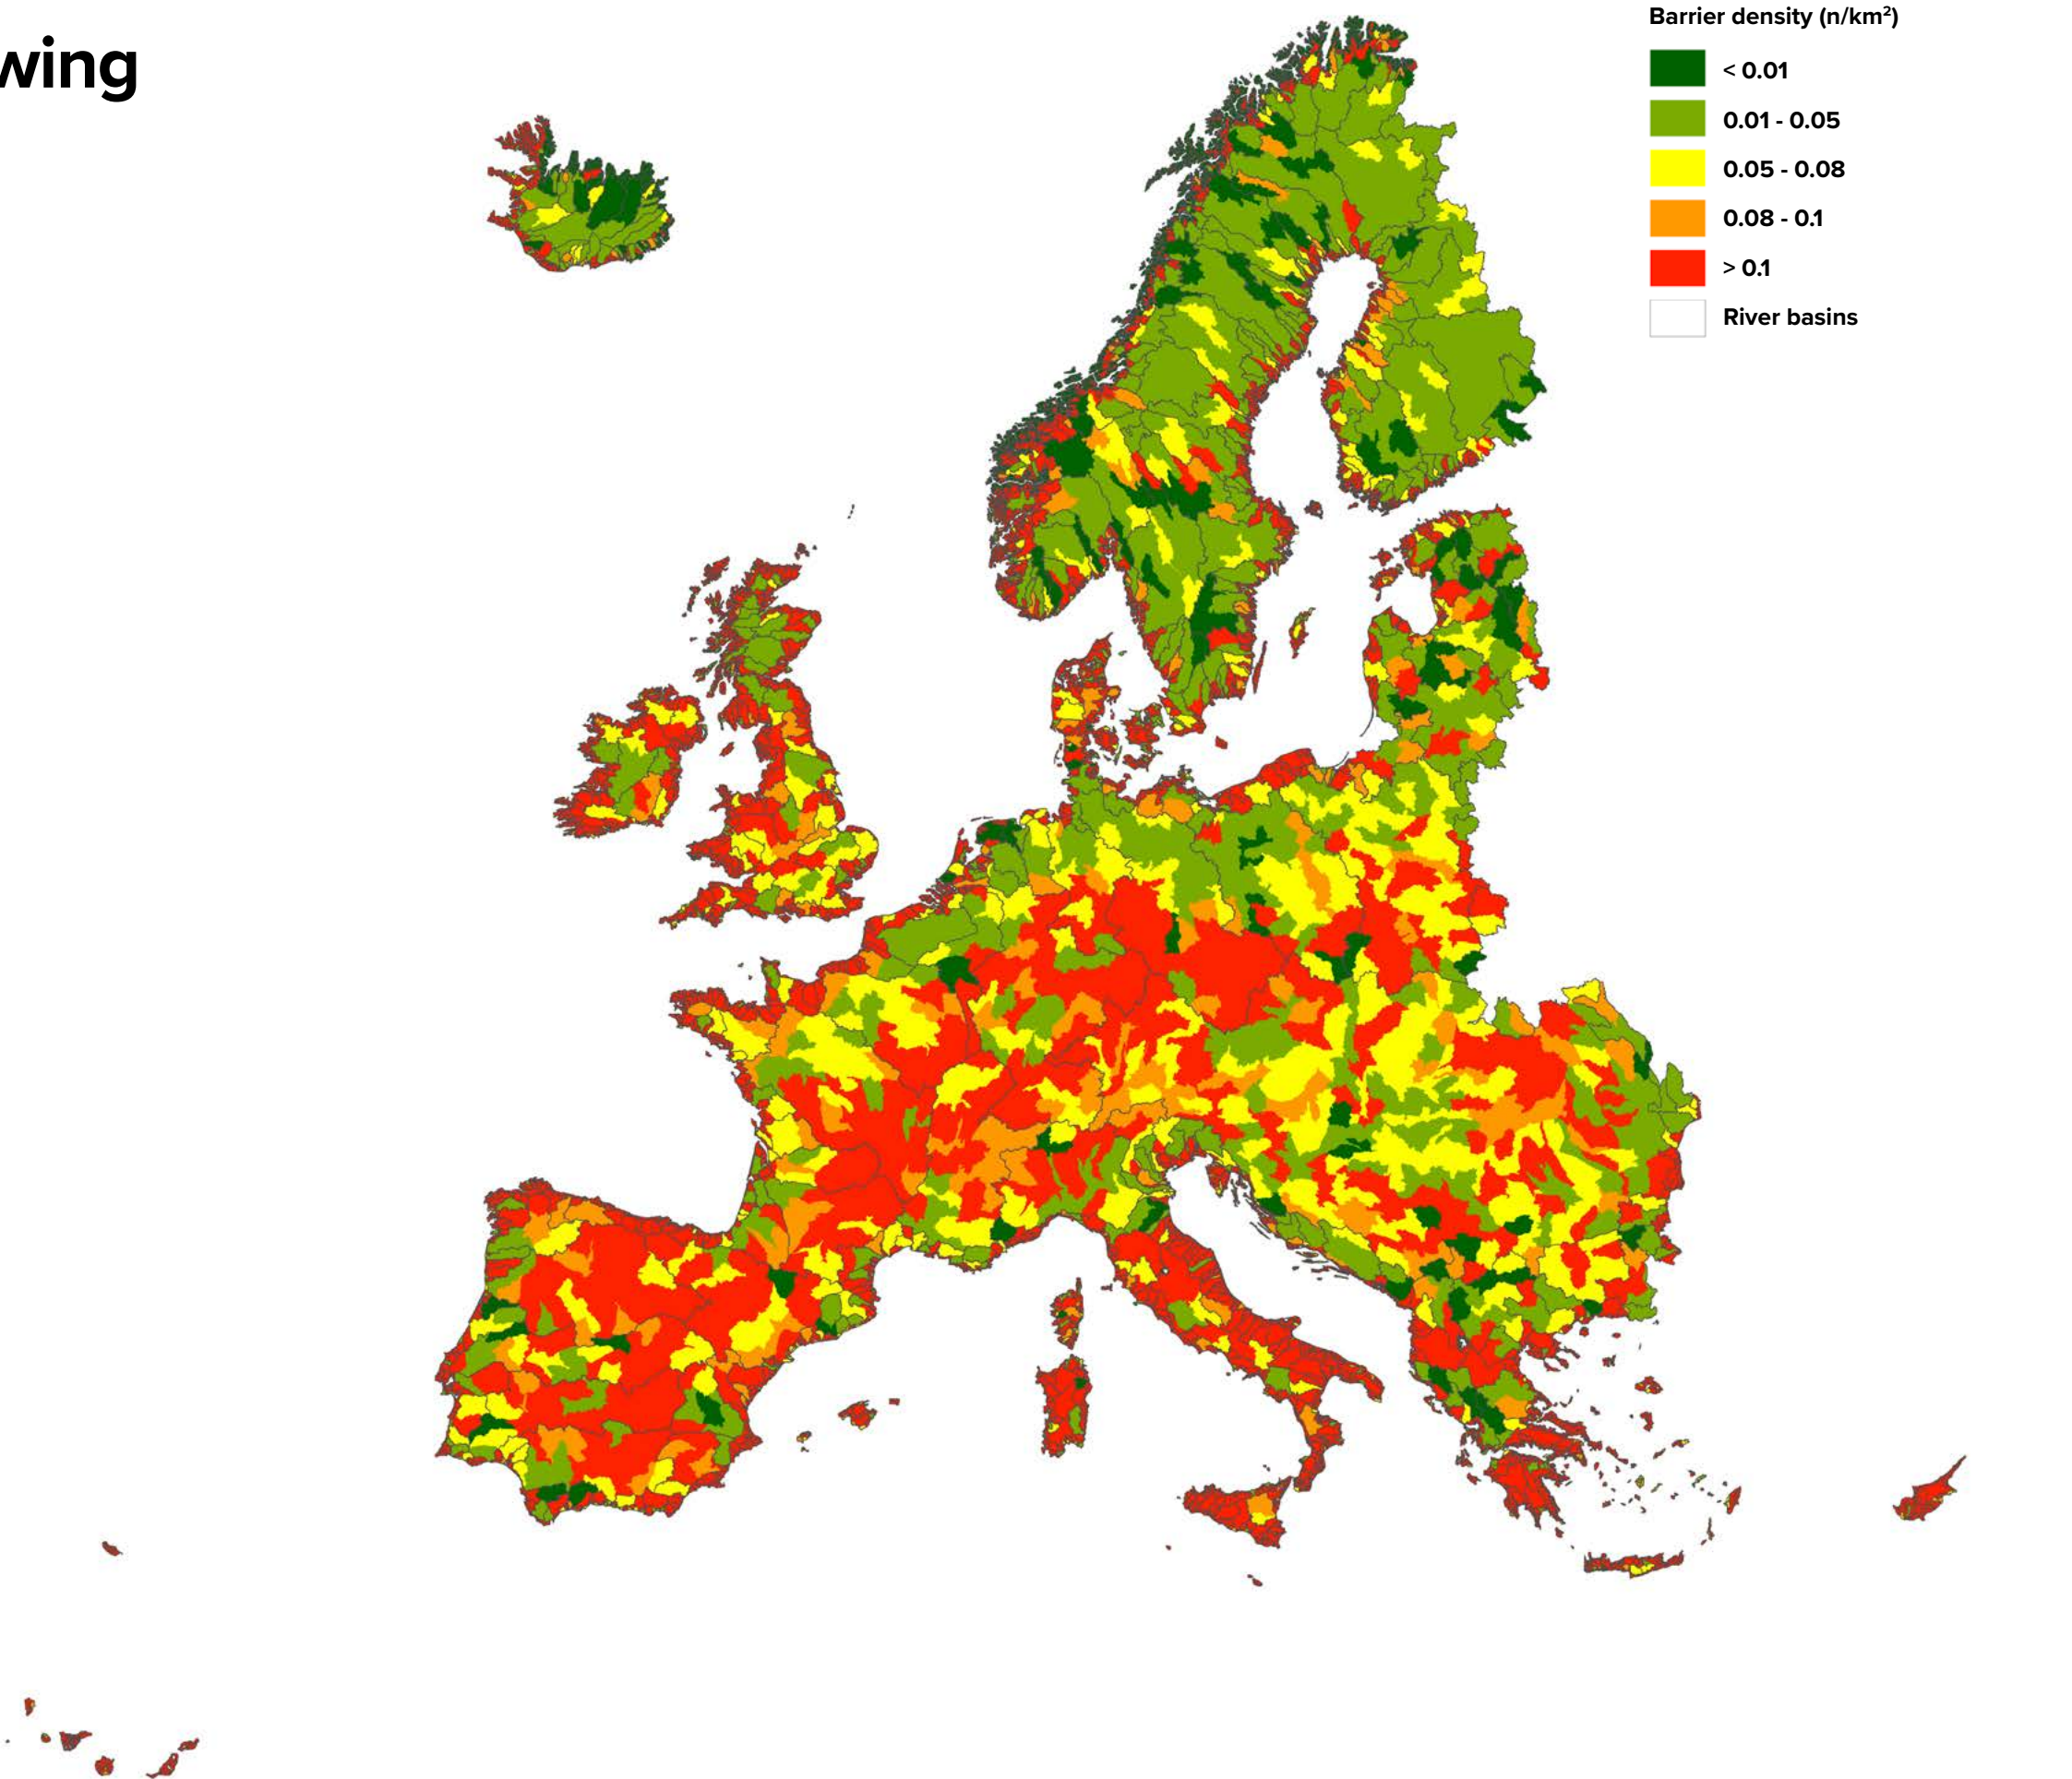 wing
Barrier density (n/km²)
< 0.01
0.01 - 0.05
0.05 - 0.08
0.08 - 0.1
> 0.1
River basins